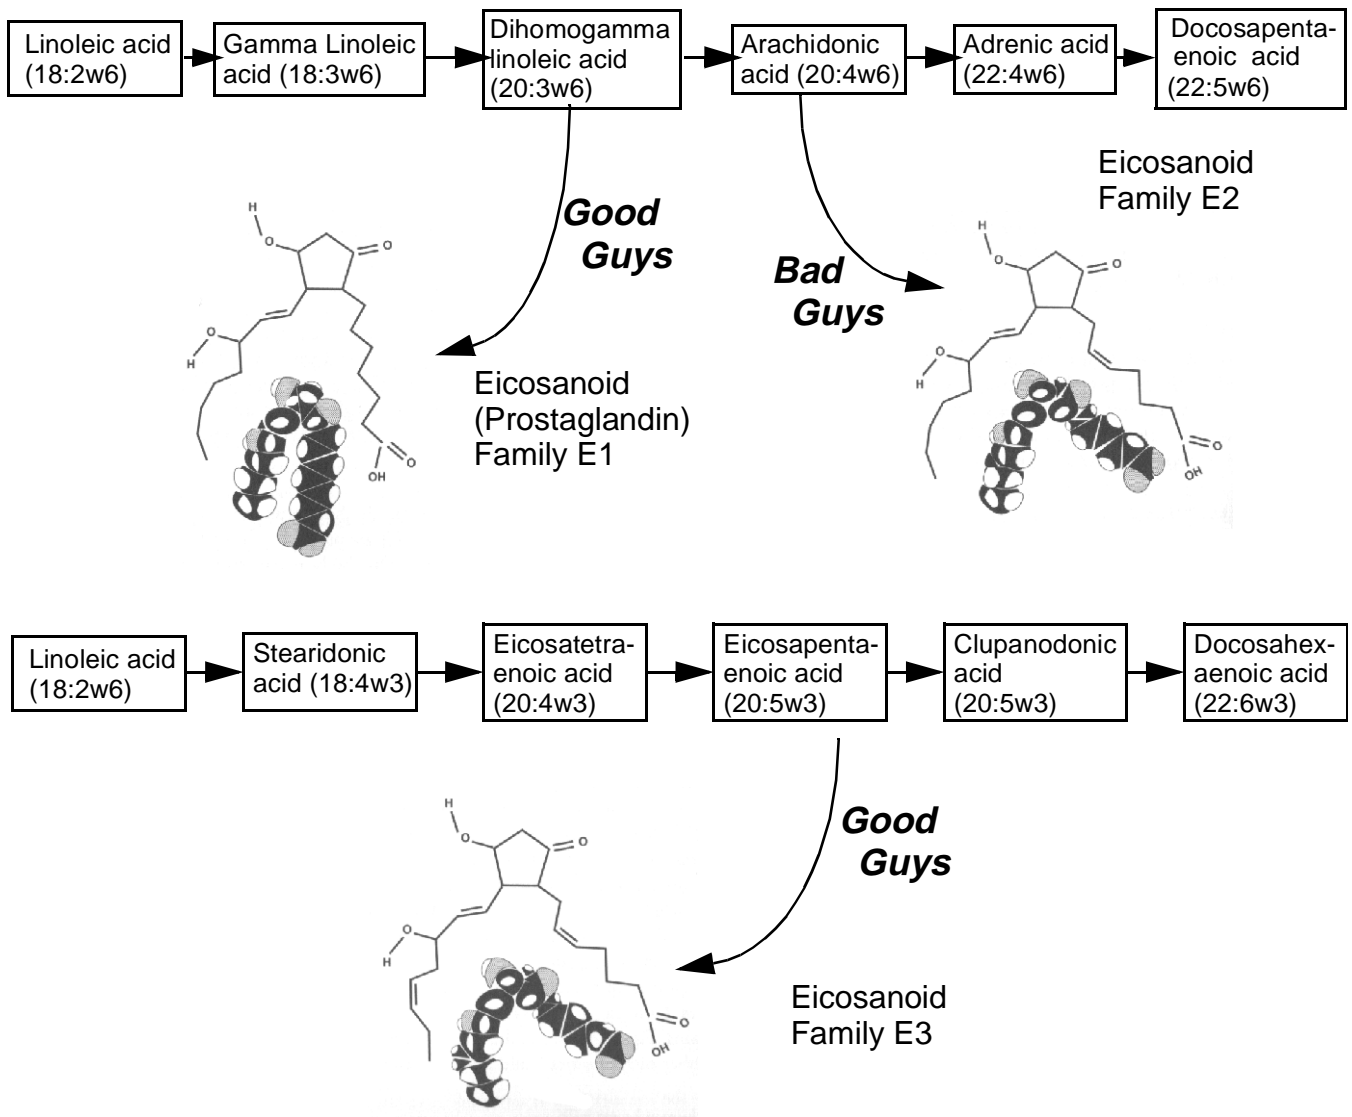 Linoleic acid
(18:2w6)
Gamma Linoleic
acid (18:3w6)
Dihomogamma
linoleic acid
(20:3w6)
Arachidonic
acid (20:4w6)
Adrenic acid
(22:4w6)
Docosapenta-
enoic acid
(22:5w6)
Good
Guys
Bad
Guys
Eicosanoid
Family E2
H
O
O
O
H
O
OH
Eicosanoid
(Prostaglandin)
Family E1
H
O
O
O
H
O
OH
Linoleic acid
(18:2w6)
Stearidonic
acid (18:4w3)
Eicosatetra-
enoic acid
(20:4w3)
Eicosapenta-
enoic acid
(20:5w3)
Clupanodonic
acid
(20:5w3)
Docosahex-
aenoic acid
(22:6w3)
Good
Guys
H
O
O
O
H
O
OH
Eicosanoid
Family E3